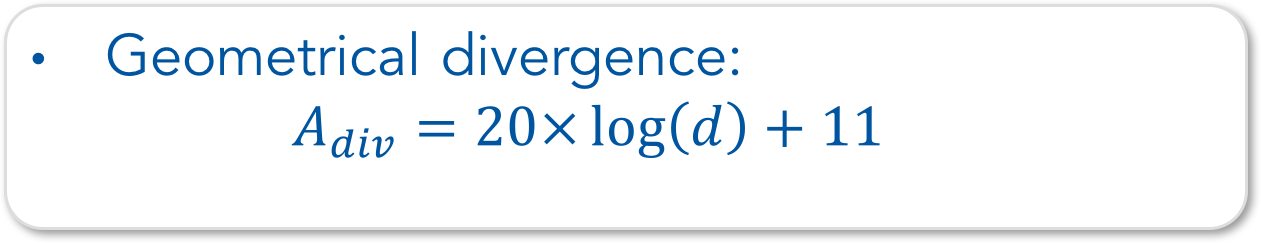 • Geometrical divergence:
A_div = 20× log(d) + 11